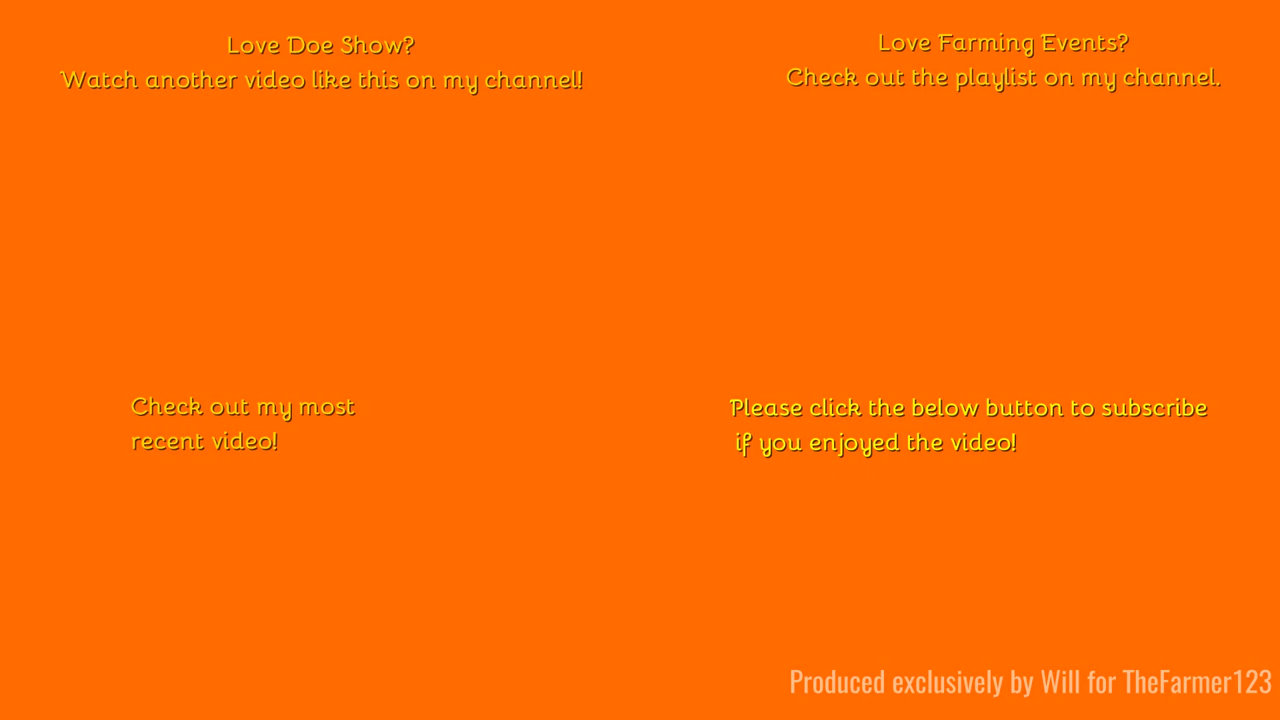 Love Doe Show?
Watch another video like this on my channel!
Love Farming Events?
Check out the playlist on my channel.
Check out my most
recent video!
Please click the below button to subscribe
if you enjoyed the video!
Produced exclusively by Will for TheFarmer123